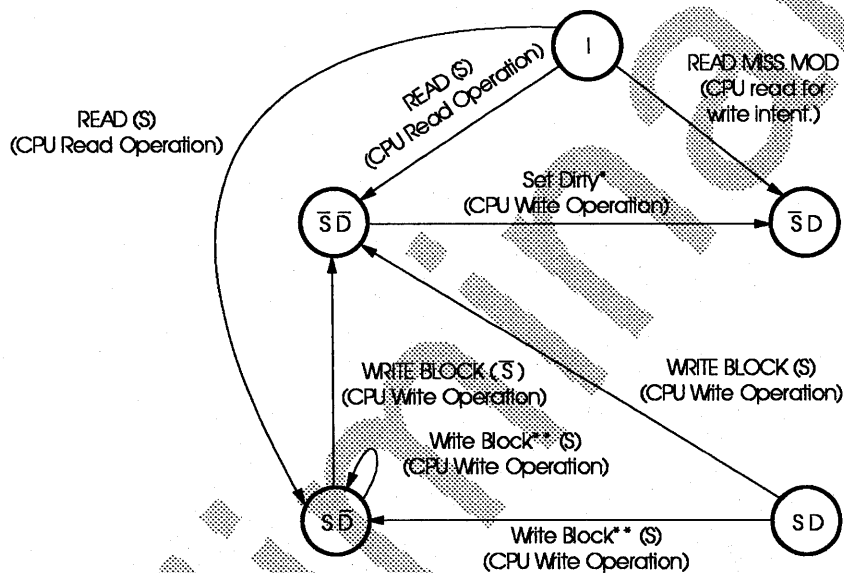 I
READ (S)
(CPU Read Operation)
READ MISS MOD
(CPU read for
write intent.)
READ (S)
(CPU Read Operation)
Set Dirty*
(CPU Write Operation)
S̅ D̅
S̅ D
WRITE BLOCK (S̅)
(CPU Write Operation)
WRITE BLOCK (S)
(CPU Write Operation)
Write Block** (S)
(CPU Write Operation)
S D̅
S D
Write Block** (S)
(CPU Write Operation)